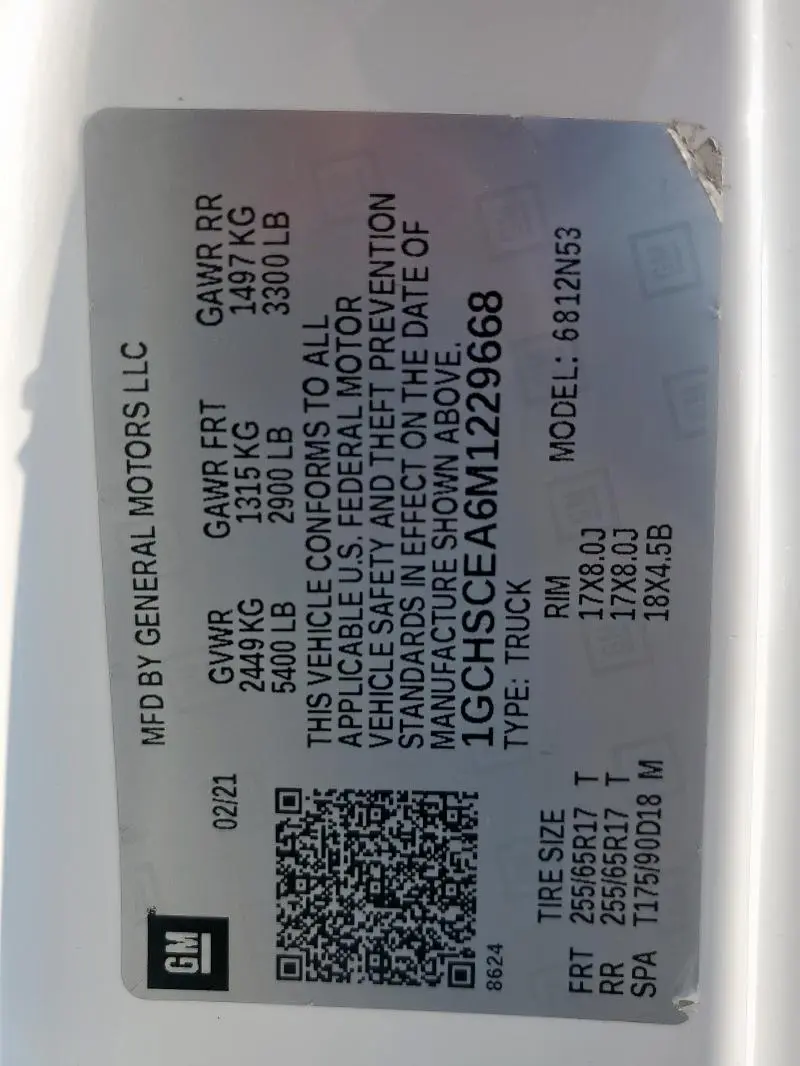 GM
MFD BY GENERAL MOTORS LLC
02/21
GVWR GAWR FRT GAWR RR
2449 KG 1315 KG 1497 KG
5400 LB 2900 LB 3300 LB
THIS VEHICLE CONFORMS TO ALL
APPLICABLE U.S. FEDERAL MOTOR
VEHICLE SAFETY AND THEFT PREVENTION
STANDARDS IN EFFECT ON THE DATE OF
MANUFACTURE SHOWN ABOVE.
1GCHSCEA6M1229668
8624
TYPE: TRUCK
TIRE SIZE RIM MODEL: 6812N53
FRT 255/65R17 T 17X8.0J
RR 255/65R17 T 17X8.0J
SPA T175/90D18 M 18X4.5B